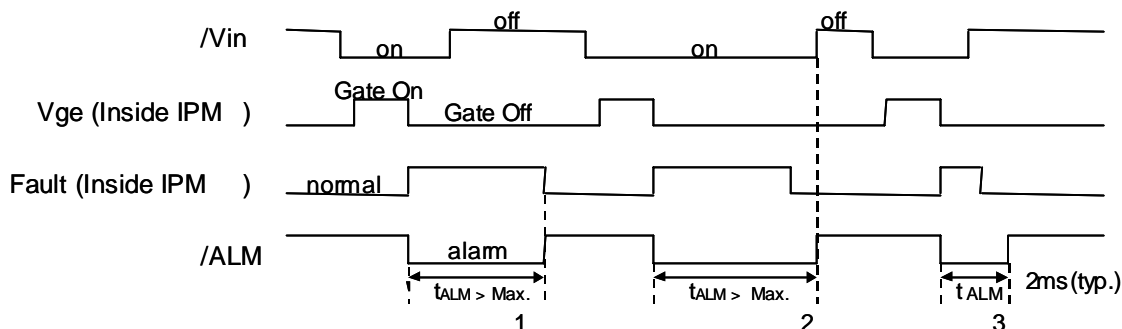 /Vin
off
off
on
on
Gate On
Vge (Inside IPM )
Gate Off
Fault (Inside IPM )
normal
/ALM
alarm
tALM > Max.
tALM > Max.
tALM
2ms(typ.)
1
2
3